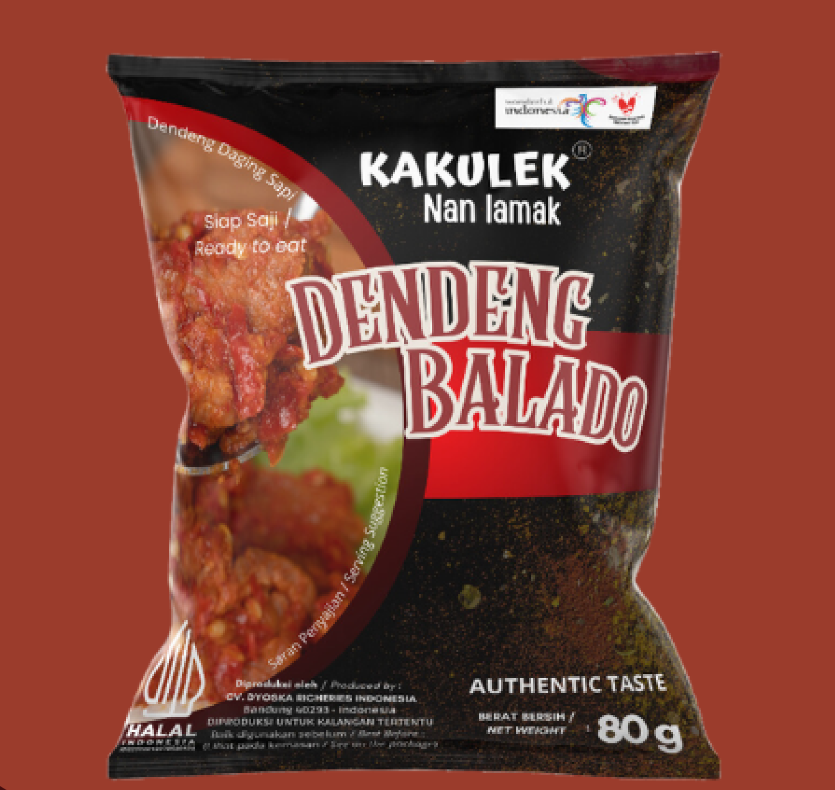 wonderful
indonesia
Dendeng Daging Sapi
Siap Saji /
Ready to eat
KAKULEK ®
Nan lamak
DENDENG
BALADO
Saran Penyajian / Serving Suggestion
AUTHENTIC TASTE
BERAT BERSIH /
NET WEIGHT : 80 g
HALAL
INDONESIA
Diproduksi oleh / Produced by :
CV. DYOSKA RICHERIES INDONESIA
Bandung 40293 - Indonesia
DIPRODUKSI UNTUK KALANGAN TERTENTU
Baik digunakan sebelum / Best Before :
lihat pada kemasan / See on the package